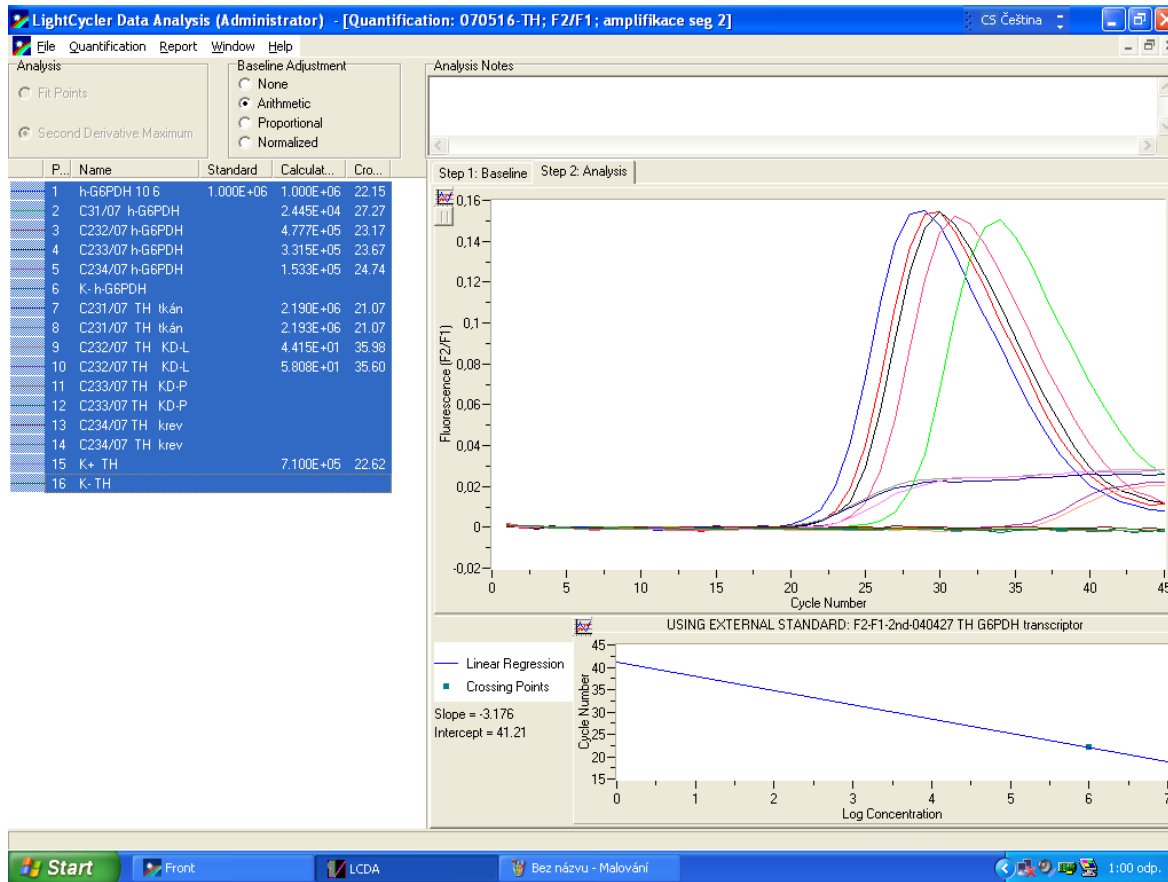 LightCycler Data Analysis (Administrator) - [Quantification: 070516-TH; F2/F1; amplifikace seg 2]
CS Čeština
File Quantification Report Window Help
Analysis
Fit Points
Second Derivative Maximum
Baseline Adjustment
None
Arithmetic
Proportional
Normalized
Analysis Notes
P... Name Standard Calculat... Cro...
1 h-G6PDH 10 6 1.000E+06 1.000E+06 22.15
2 C31/07 h-G6PDH 2.445E+04 27.27
3 C232/07 h-G6PDH 4.777E+05 23.17
4 C233/07 h-G6PDH 3.315E+05 23.67
5 C234/07 h-G6PDH 1.533E+05 24.74
6 K- h-G6PDH
7 C231/07 TH tkán 2.190E+06 21.07
8 C231/07 TH tkán 2.193E+06 21.07
9 C232/07 TH KD-L 4.415E+01 35.98
10 C232/07 TH KD-L 5.808E+01 35.60
11 C233/07 TH KD-P
12 C233/07 TH KD-P
13 C234/07 TH krev
14 C234/07 TH krev
15 K+ TH 7.100E+05 22.62
16 K- TH
Step 1: Baseline Step 2: Analysis
0,16
0,14
0,12
0,1
0,08
0,06
0,04
0,02
0
-0,02
Fluorescence (F2/F1)
0 5 10 15 20 25 30 35 40 45
Cycle Number
USING EXTERNAL STANDARD: F2-F1-2nd-040427 TH G6PDH transcriptor
Linear Regression
Crossing Points
Slope = -3.176
Intercept = 41.21
45
40
35
30
25
20
15
Cycle Number
0 1 2 3 4 5 6 7
Log Concentration
Start Front LCDA Bez názvu - Malování 1:00 odp.